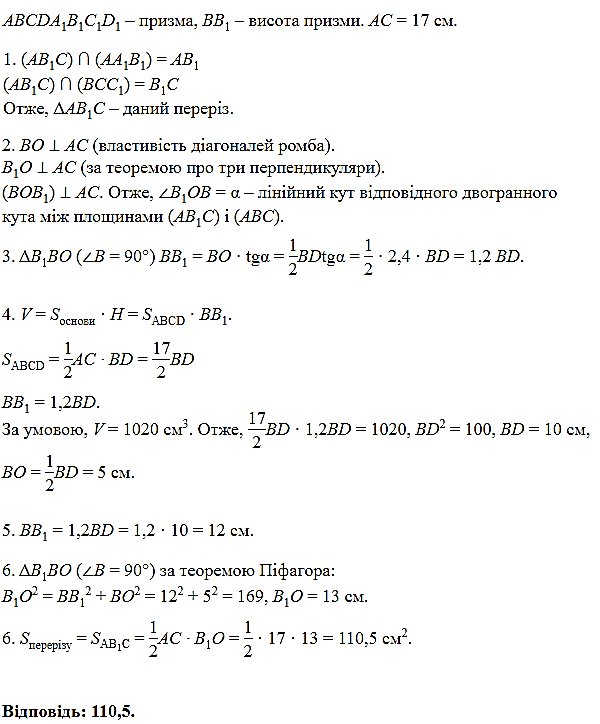 ABCDA₁B₁C₁D₁ – призма, BB₁ – висота призми. AC = 17 см.
1. (AB₁C) ∩ (AA₁B₁) = AB₁
(AB₁C) ∩ (BCC₁) = B₁C
Отже, ΔAB₁C – даний переріз.
2. BO ⊥ AC (властивість діагоналей ромба).
B₁O ⊥ AC (за теоремою про три перпендикуляри).
(BOB₁) ⊥ AC. Отже, ∠B₁OB = α – лінійний кут відповідного двогранного
кута між площинами (AB₁C) і (ABC).
3. ΔB₁BO (∠B = 90°) BB₁ = BO · tgα = 1/2 BDtgα = 1/2 · 2,4 · BD = 1,2 BD.
4. V = Sоснови · H = SABCD · BB₁.
SABCD = 1/2 AC · BD = 17/2 BD
BB₁ = 1,2BD.
За умовою, V = 1020 см³. Отже, 17/2 BD · 1,2BD = 1020, BD² = 100, BD = 10 см,
BO = 1/2 BD = 5 см.
5. BB₁ = 1,2BD = 1,2 · 10 = 12 см.
6. ΔB₁BO (∠B = 90°) за теоремою Піфагора:
B₁O² = BB₁² + BO² = 12² + 5² = 169, B₁O = 13 см.
6. Sперерізу = SAB₁C = 1/2 AC · B₁O = 1/2 · 17 · 13 = 110,5 см².
Відповідь: 110,5.